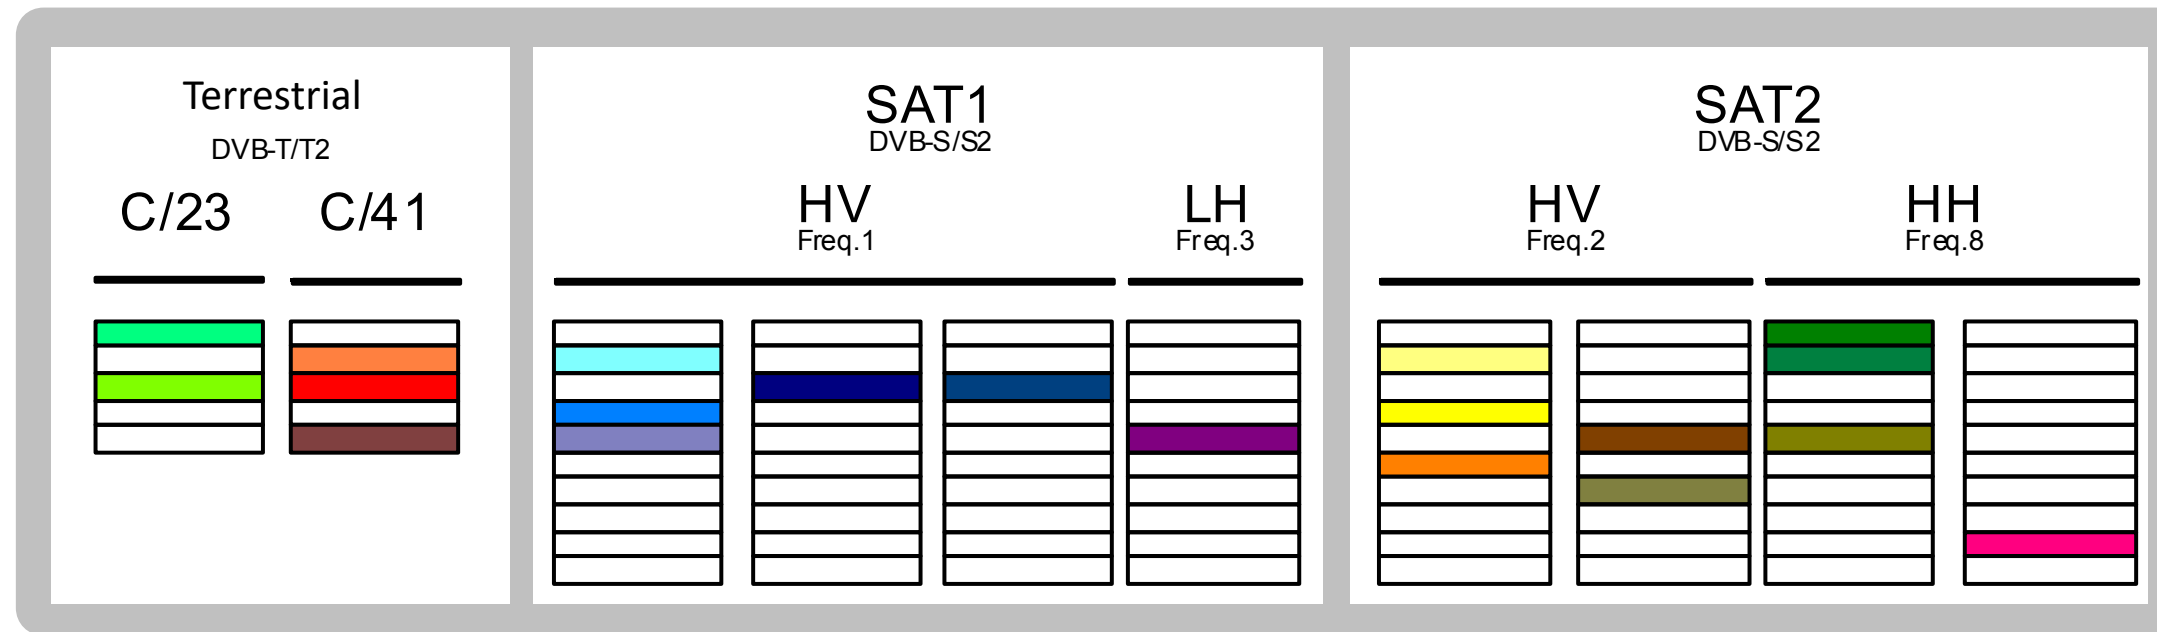 Terrestrial
DVB-T/T2
C/23 C/41
SAT1
DVB-S/S2
HV LH
Freq.1 Freq.3
SAT2
DVB-S/S2
HV HH
Freq.2 Freq.8